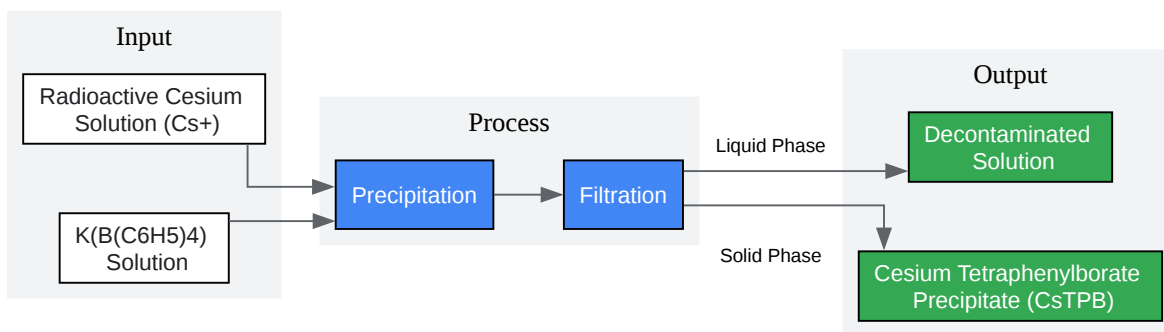 Input
Radioactive Cesium
Solution (Cs+)
K(B(C6H5)4)
Solution
Process
Precipitation
Filtration
Liquid Phase
Solid Phase
Output
Decontaminated
Solution
Cesium Tetraphenylborate
Precipitate (CsTPB)